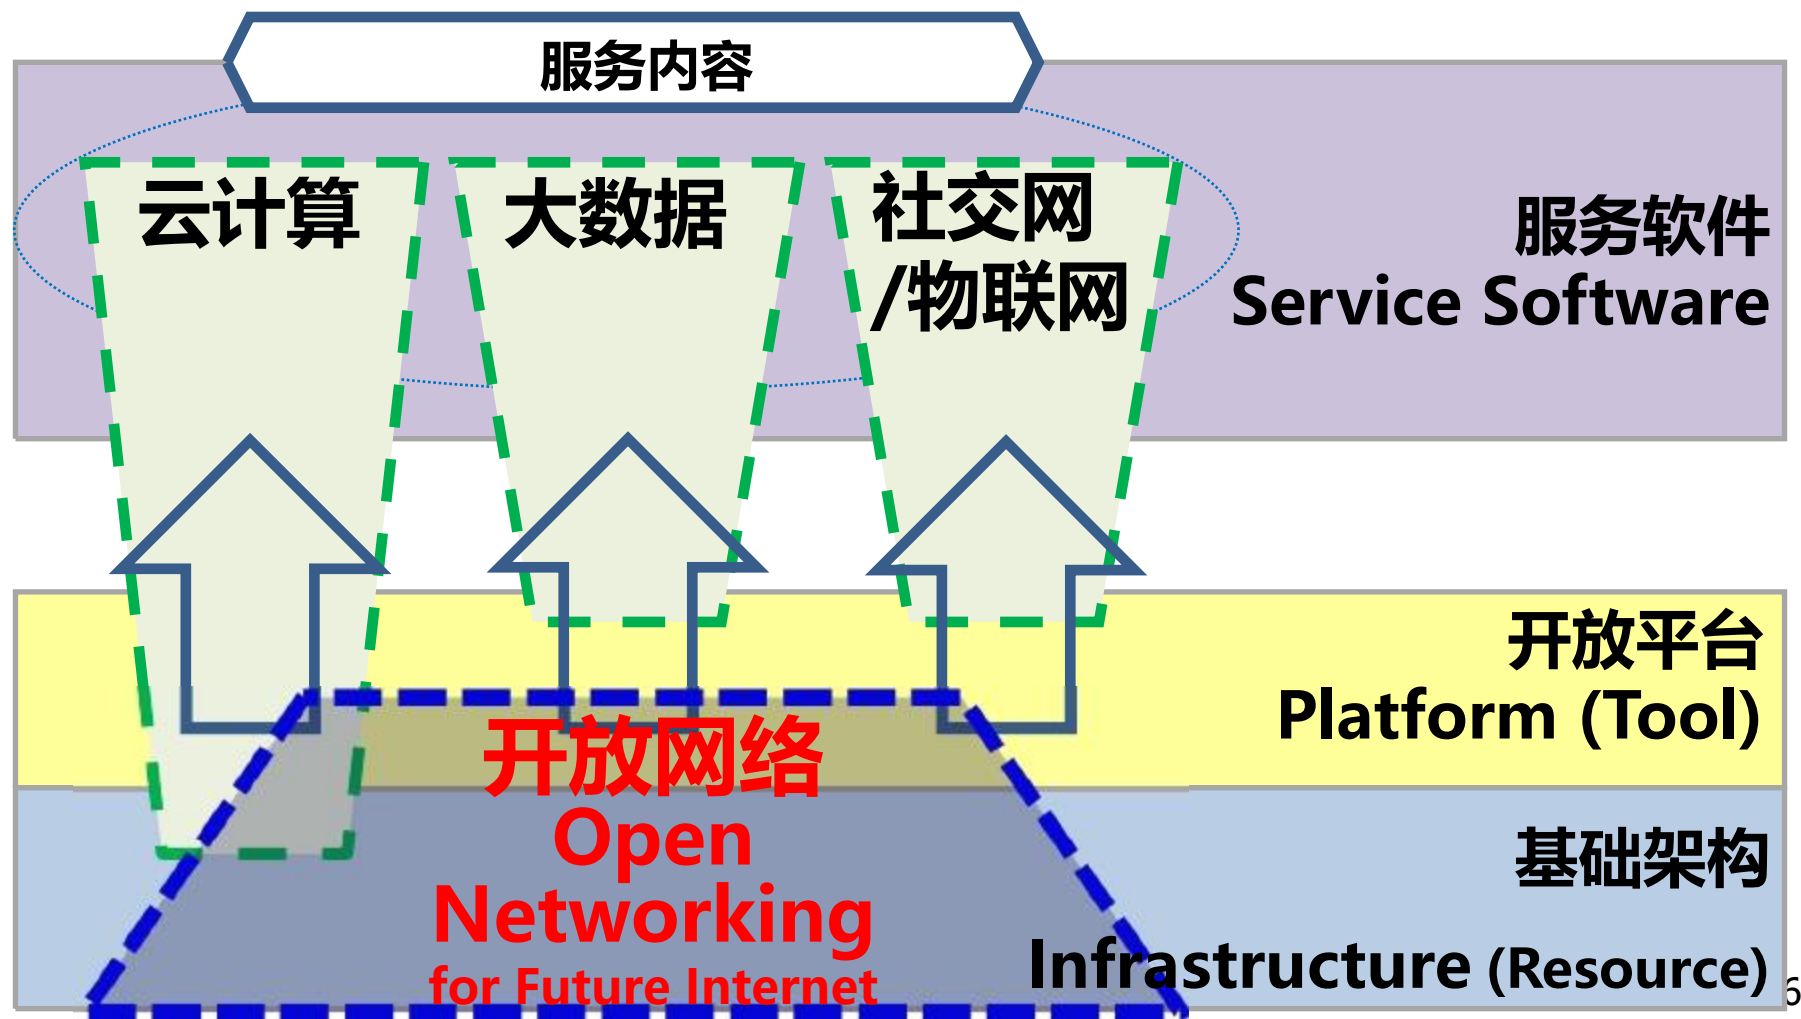 服务内容
云计算
大数据
社交网
/物联网
服务软件
Service Software
开放平台
Platform (Tool)
开放网络
Open
Networking
for Future Internet
基础架构
Infrastructure (Resource)
6